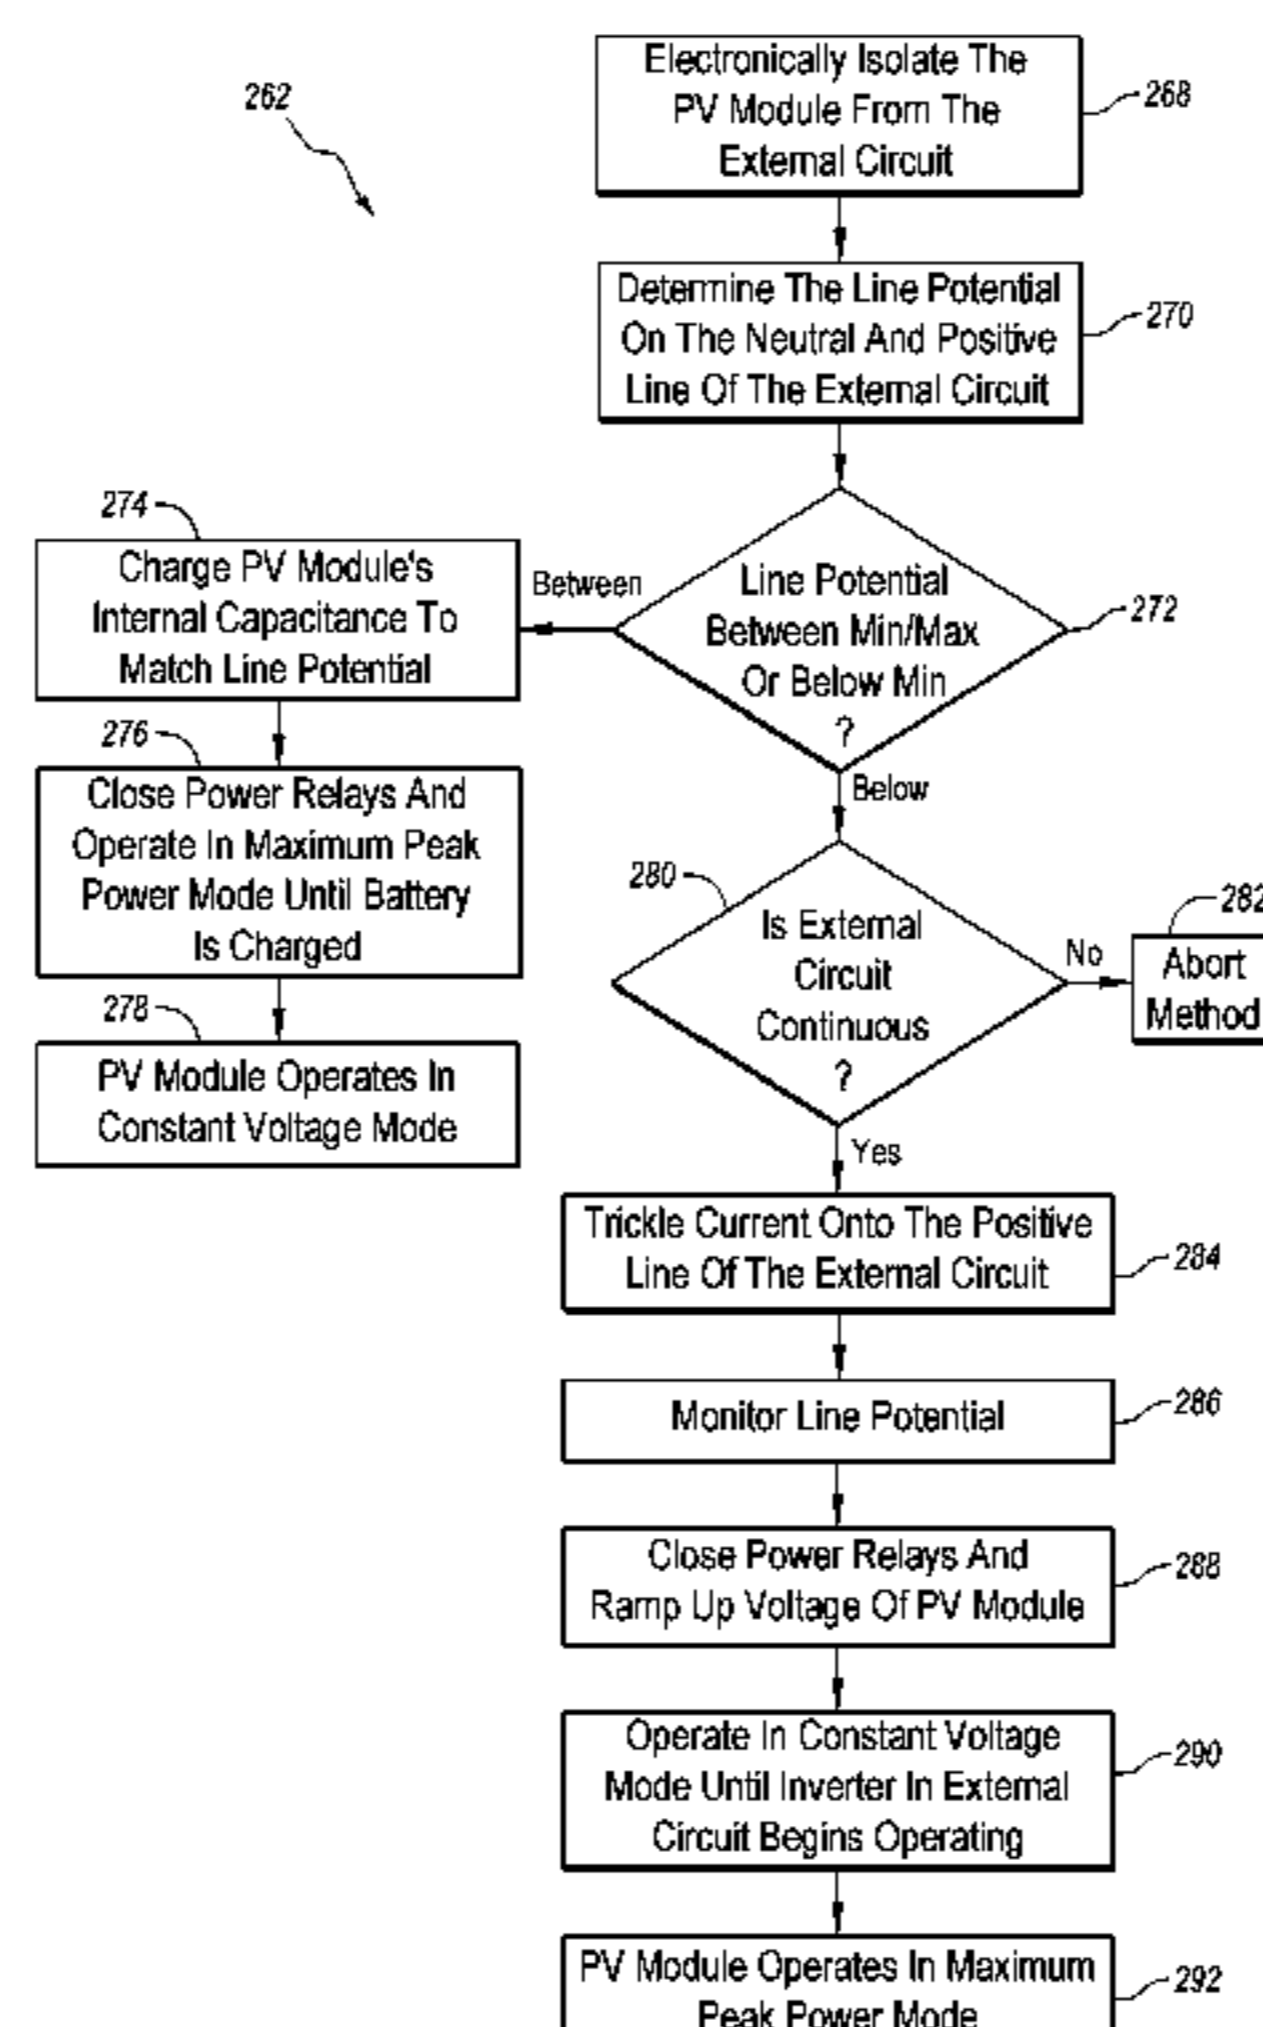 262
Electronically Isolate The
PV Module From The
External Circuit
268
Determine The Line Potential
On The Neutral And Positive
Line Of The External Circuit
270
Line Potential
Between Min/Max
Or Below Min
?
272
Between
274
Charge PV Module's
Internal Capacitance To
Match Line Potential
276
Close Power Relays And
Operate In Maximum Peak
Power Mode Until Battery
Is Charged
278
PV Module Operates In
Constant Voltage Mode
Below
280
Is External
Circuit
Continuous
?
No
282
Abort
Method
Yes
Trickle Current Onto The Positive
Line Of The External Circuit
284
Monitor Line Potential
286
Close Power Relays And
Ramp Up Voltage Of PV Module
288
Operate In Constant Voltage
Mode Until Inverter In External
Circuit Begins Operating
290
PV Module Operates In Maximum
Peak Power Mode
292